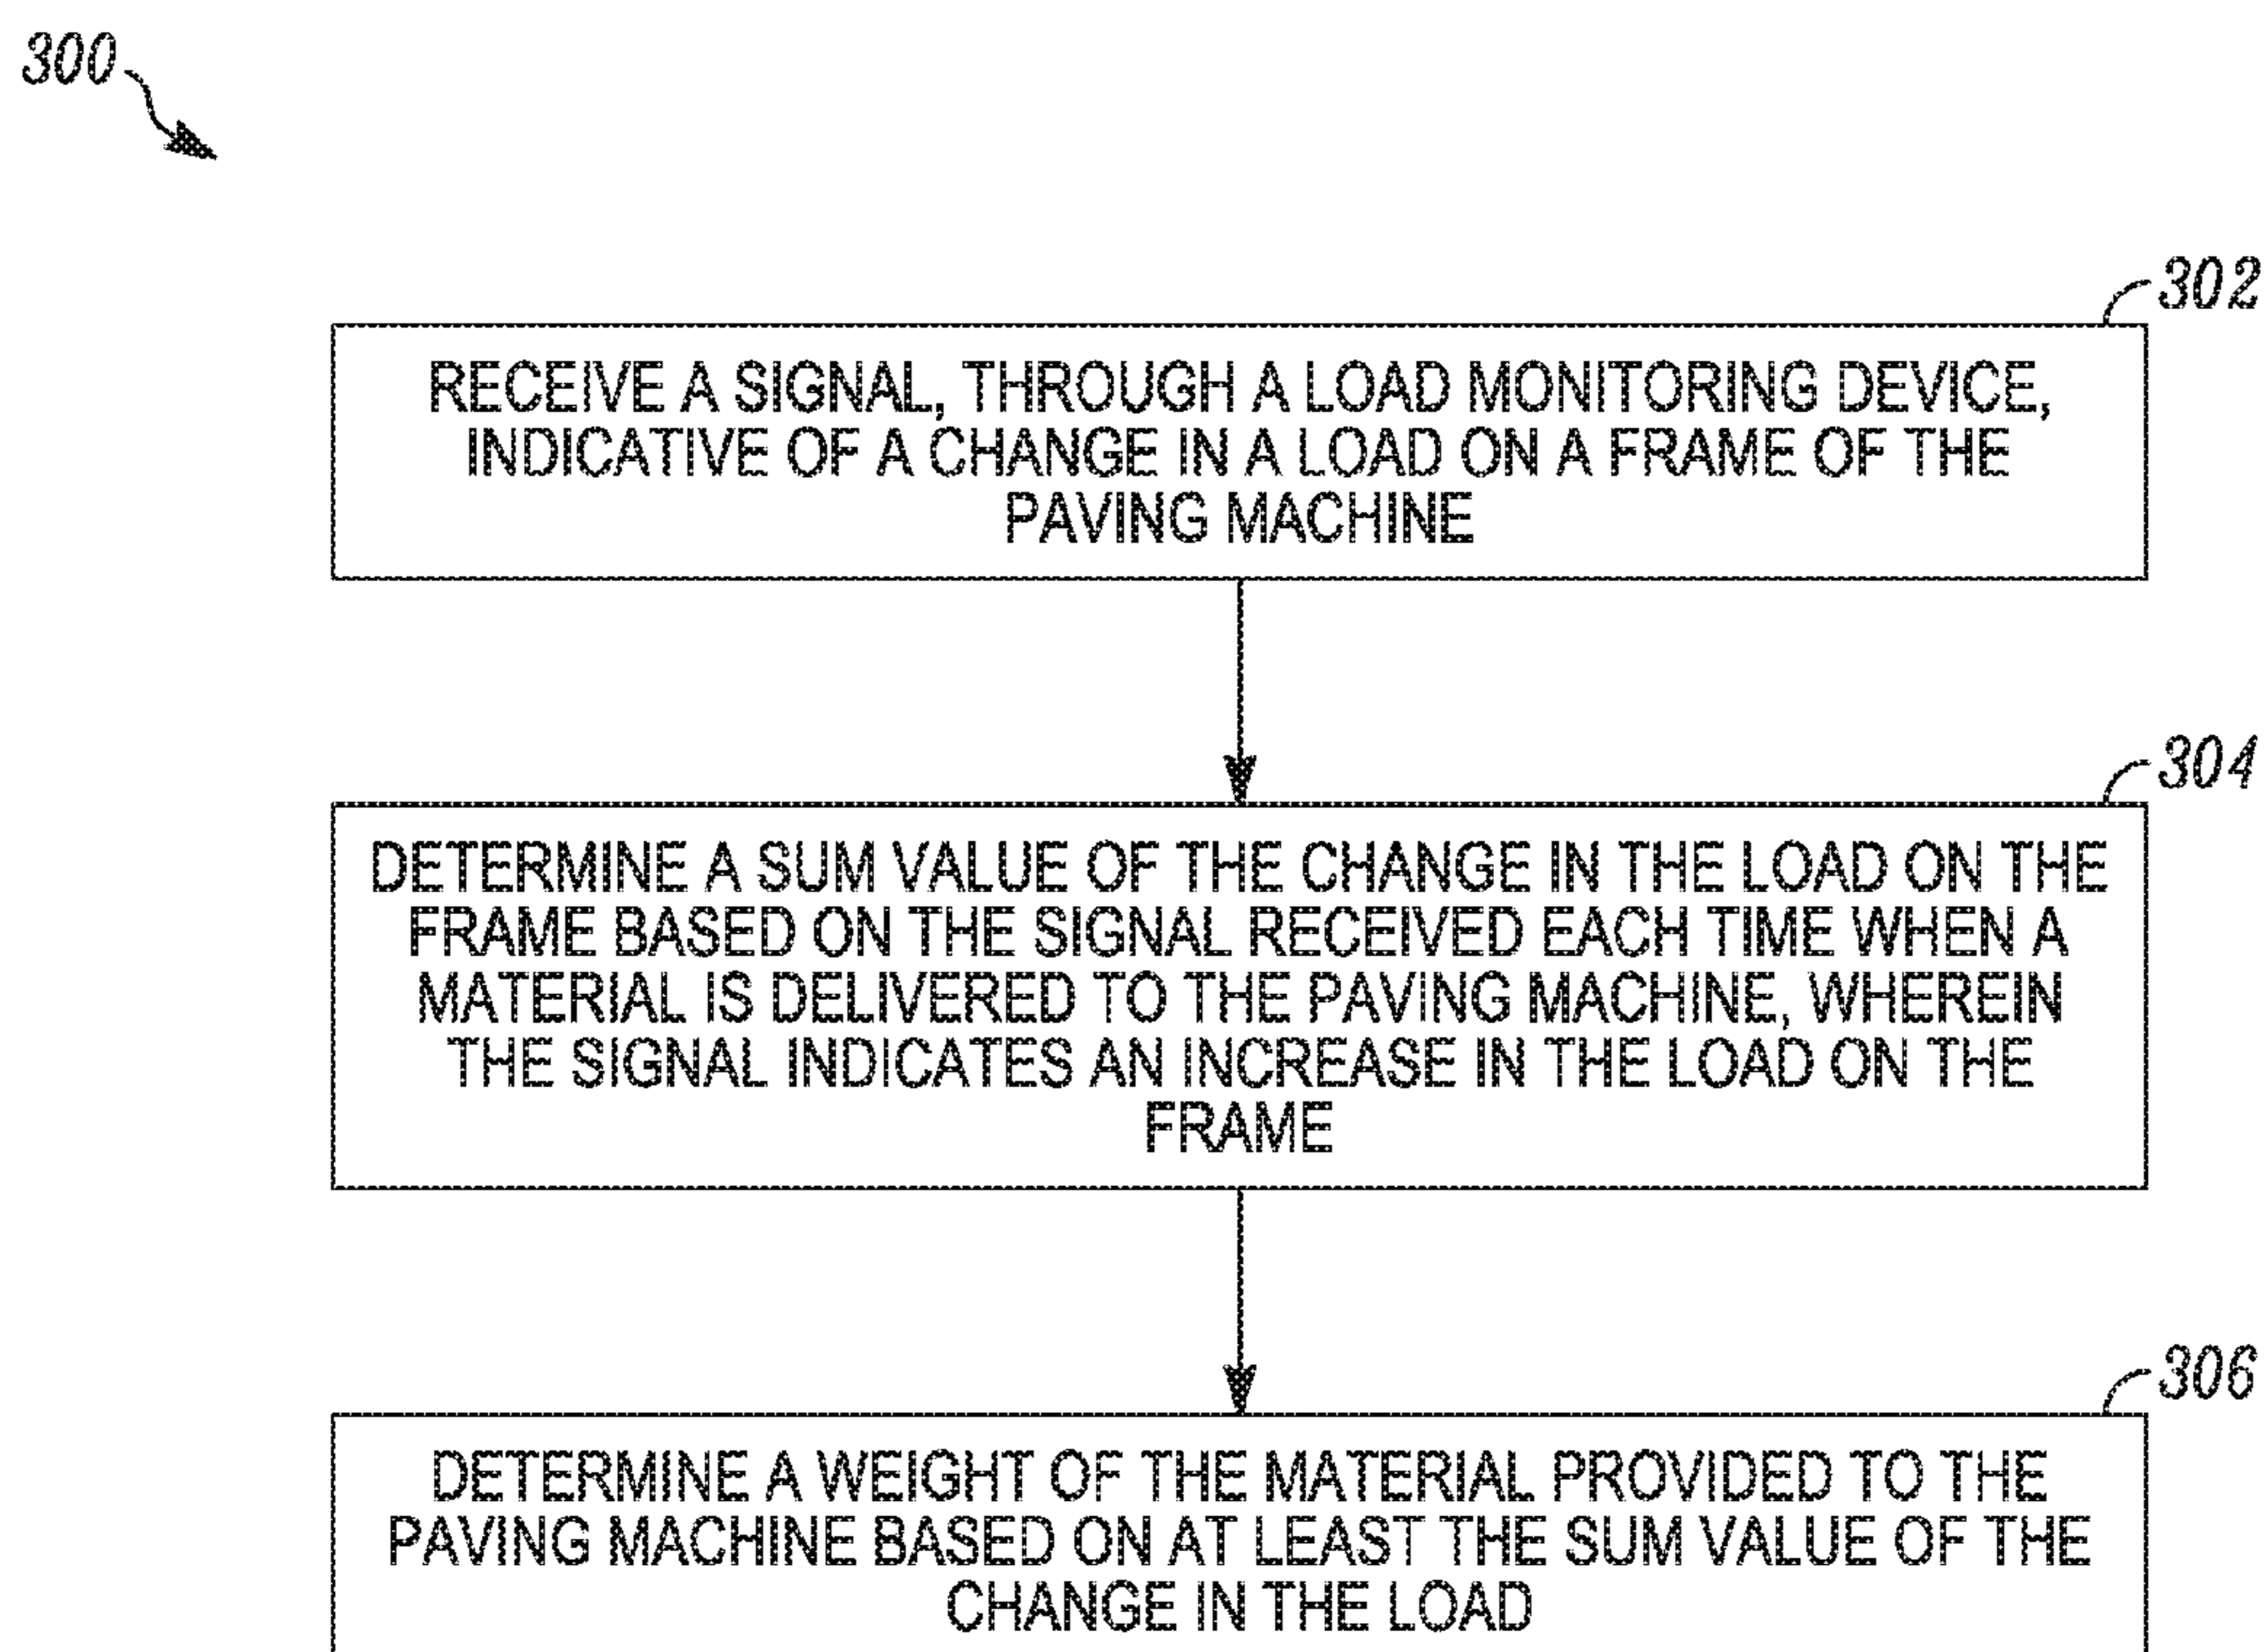 300
302
RECEIVE A SIGNAL, THROUGH A LOAD MONITORING DEVICE,
INDICATIVE OF A CHANGE IN A LOAD ON A FRAME OF THE
PAVING MACHINE
304
DETERMINE A SUM VALUE OF THE CHANGE IN THE LOAD ON THE
FRAME BASED ON THE SIGNAL RECEIVED EACH TIME WHEN A
MATERIAL IS DELIVERED TO THE PAVING MACHINE, WHEREIN
THE SIGNAL INDICATES AN INCREASE IN THE LOAD ON THE
FRAME
306
DETERMINE A WEIGHT OF THE MATERIAL PROVIDED TO THE
PAVING MACHINE BASED ON AT LEAST THE SUM VALUE OF THE
CHANGE IN THE LOAD